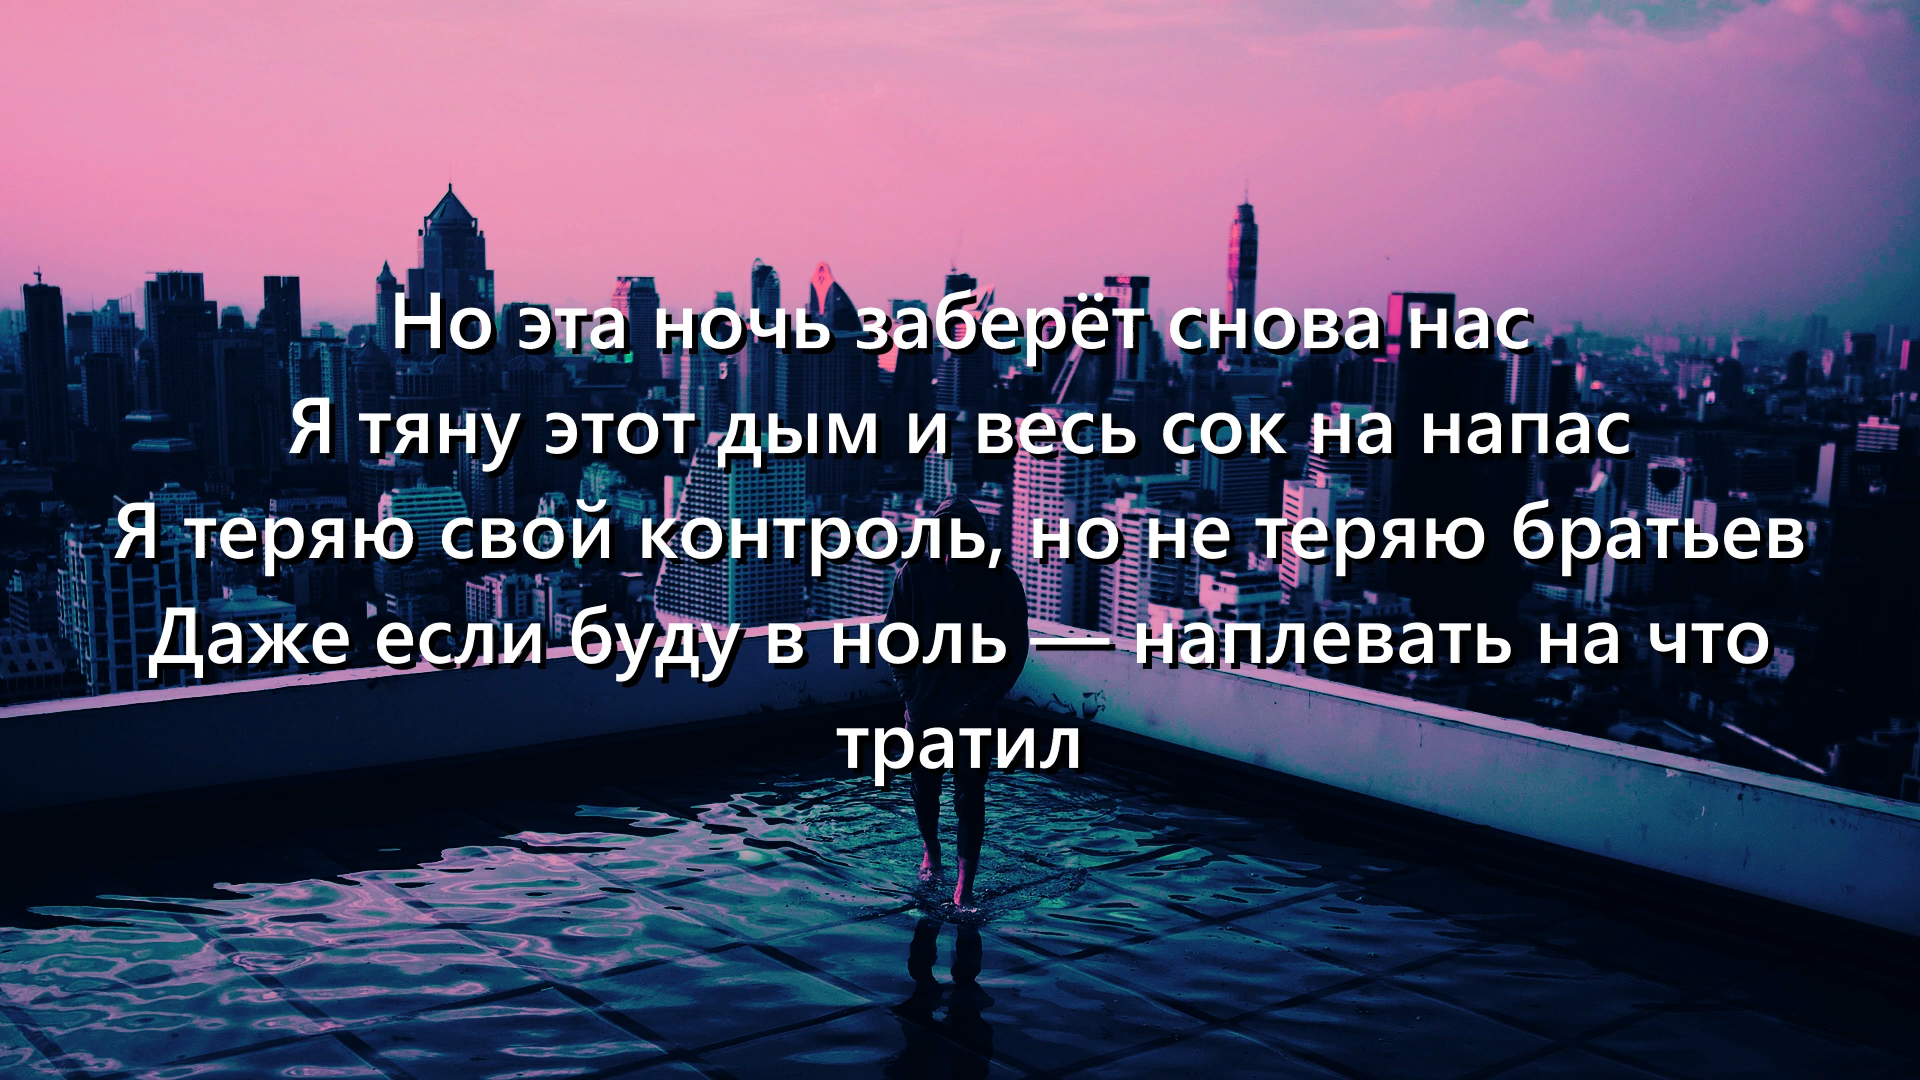 Но эта ночь заберёт снова нас
Я тяну этот дым и весь сок на напас
Я теряю свой контроль, но не теряю братьев
Даже если буду в ноль — наплевать на что
тратил